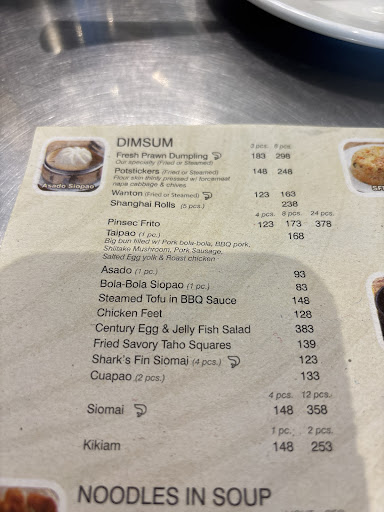 DIMSUM
3 pcs. 6 pcs.
Fresh Prawn Dumpling 183 298
Our specialty (Fried or Steamed)
Potstickers (Fried or Steamed) 148 248
Flour skin thinly pressed w/ forcemeat
napa cabbage & chives
Wanton (Fried or Steamed) 123 163
Shanghai Rolls (5 pcs.) 238
4 pcs. 8 pcs. 24 pcs.
Pinsec Frito 123 173 378
Taipao (1 pc.) 168
Big bun filled w/ Pork bola-bola, BBQ pork,
Shiitake Mushroom, Pork Sausage,
Salted Egg yolk & Roast chicken
Asado (1 pc.) 93
Bola-Bola Siopao (1 pc.) 83
Steamed Tofu in BBQ Sauce 148
Chicken Feet 128
Century Egg & Jelly Fish Salad 383
Fried Savory Taho Squares 139
Shark's Fin Siomai (4 pcs.) 123
Cuapao (2 pcs.) 133
4 pcs. 12 pcs.
Siomai 148 358
1 pc. 2 pcs.
Kikiam 148 253
NOODLES IN SOUP
Asado Siopao